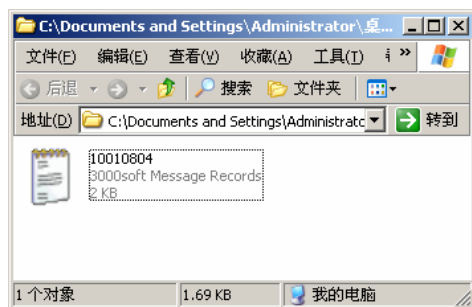 C:\Documents and Settings\Administrator\桌...
文件(F) 编辑(E) 查看(V) 收藏(A) 工具(T) »
后退 搜索 文件夹
地址(D) C:\Documents and Settings\Administratc 转到
10010804
3000soft Message Records
2 KB
1 个对象 1.69 KB 我的电脑